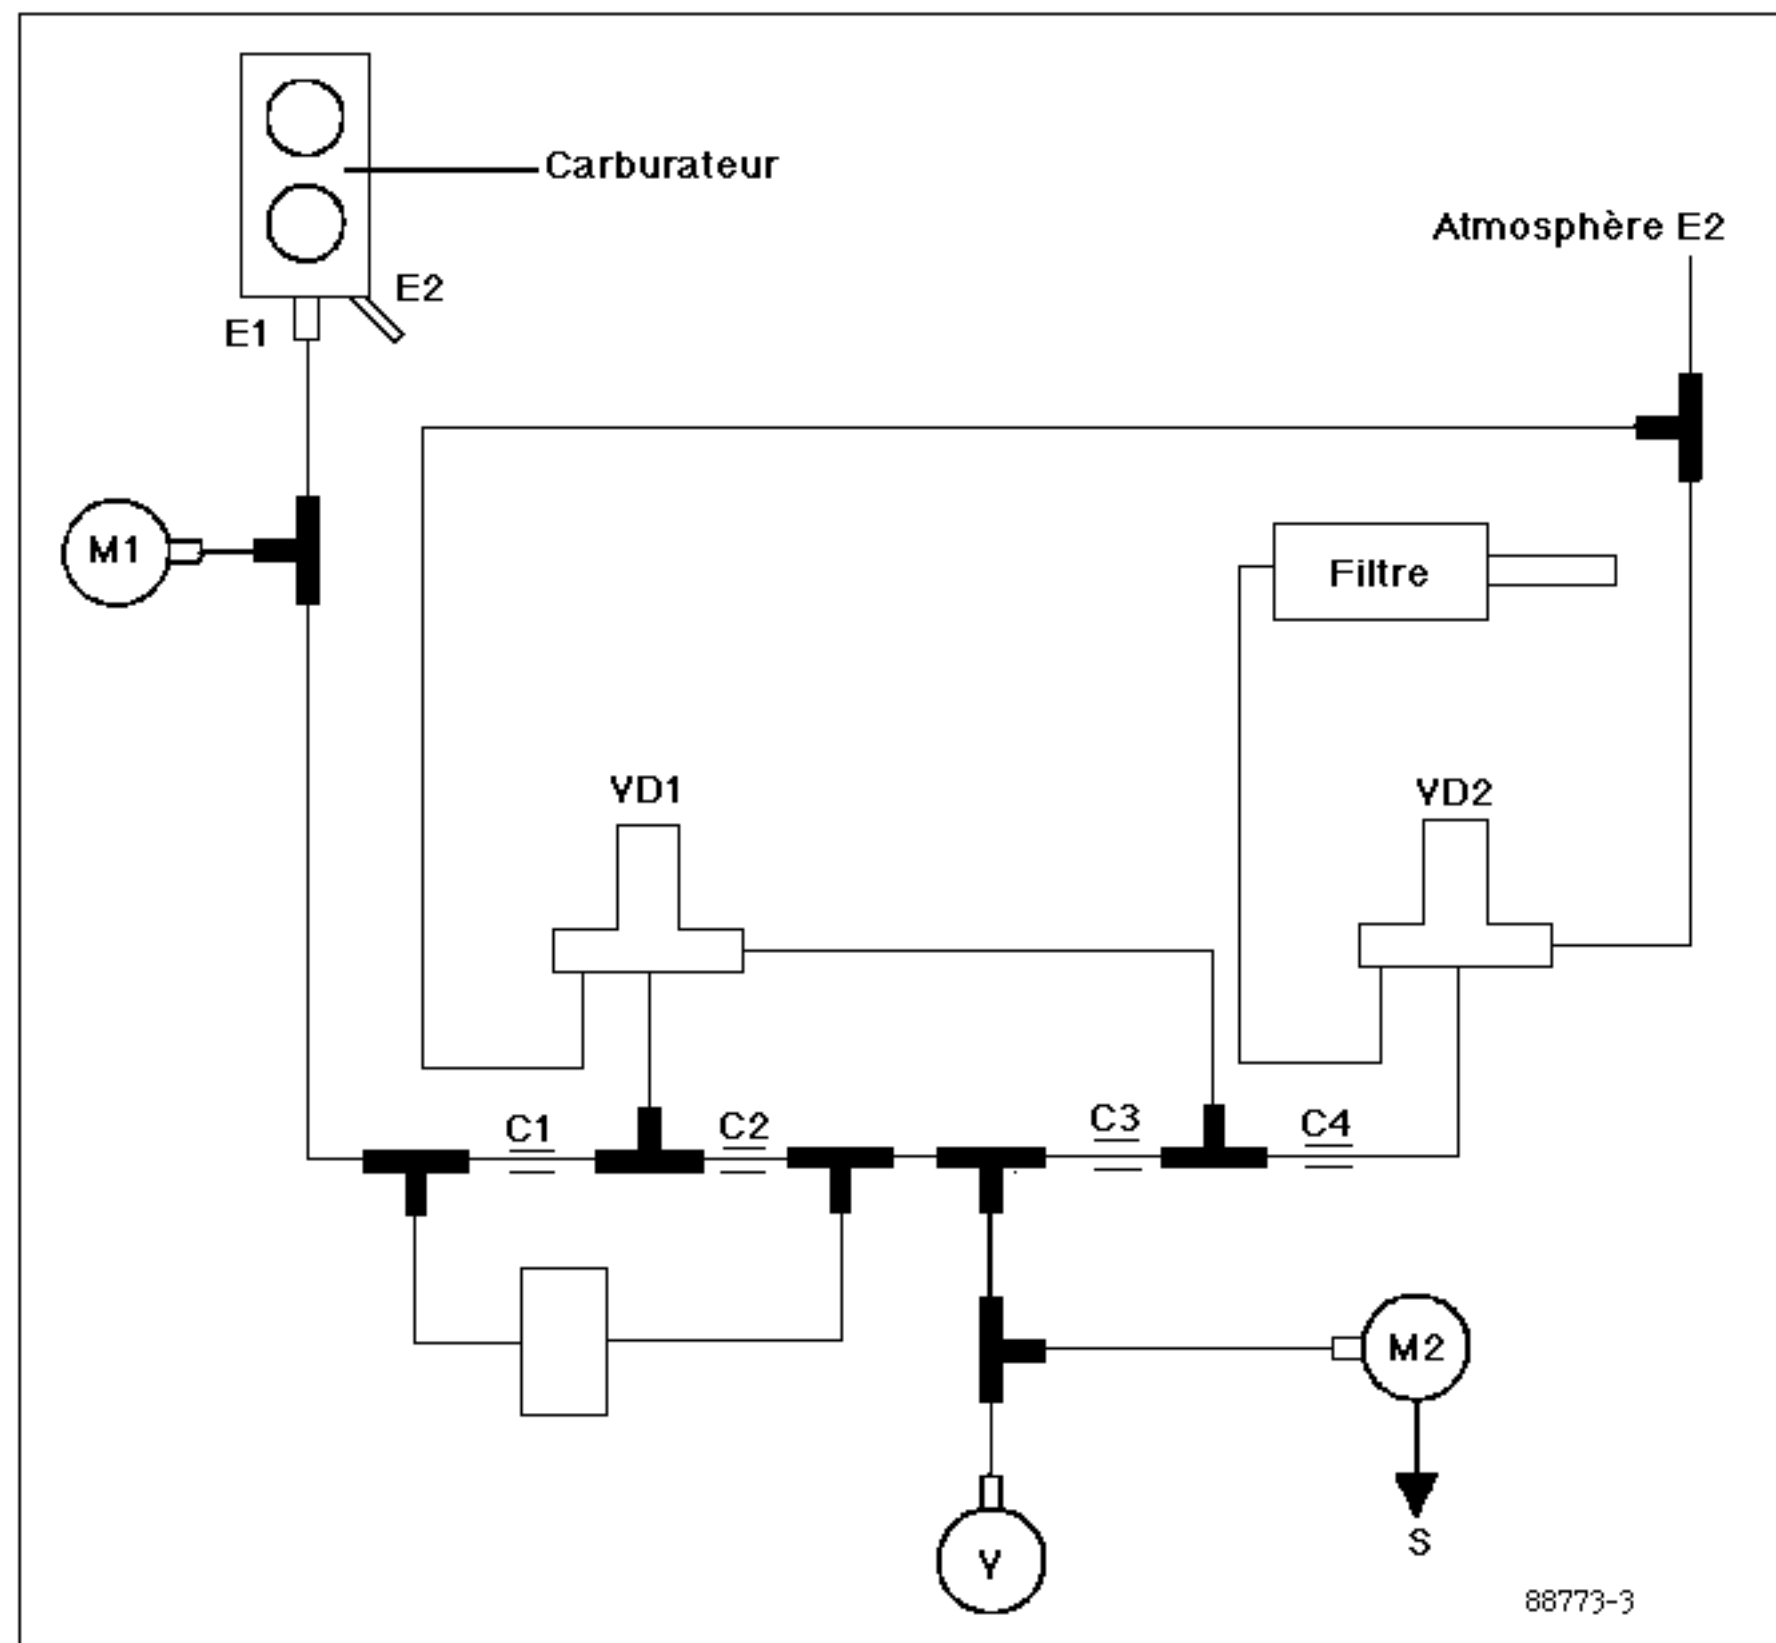 Carburateur
Atmosphère E2
E2
E1
M1
Filtre
VD1
VD2
C1
C2
C3
C4
M2
V
S
88773-3